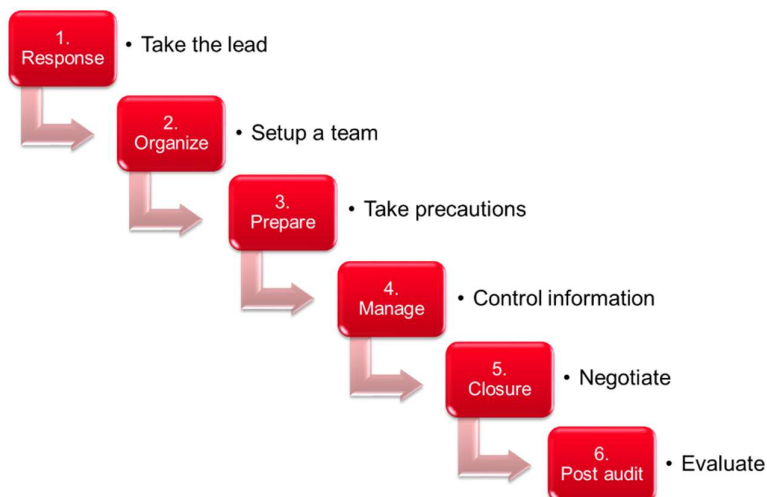 1.
Response
• Take the lead
2.
Organize
• Setup a team
3.
Prepare
• Take precautions
4.
Manage
• Control information
5.
Closure
• Negotiate
6.
Post audit
• Evaluate